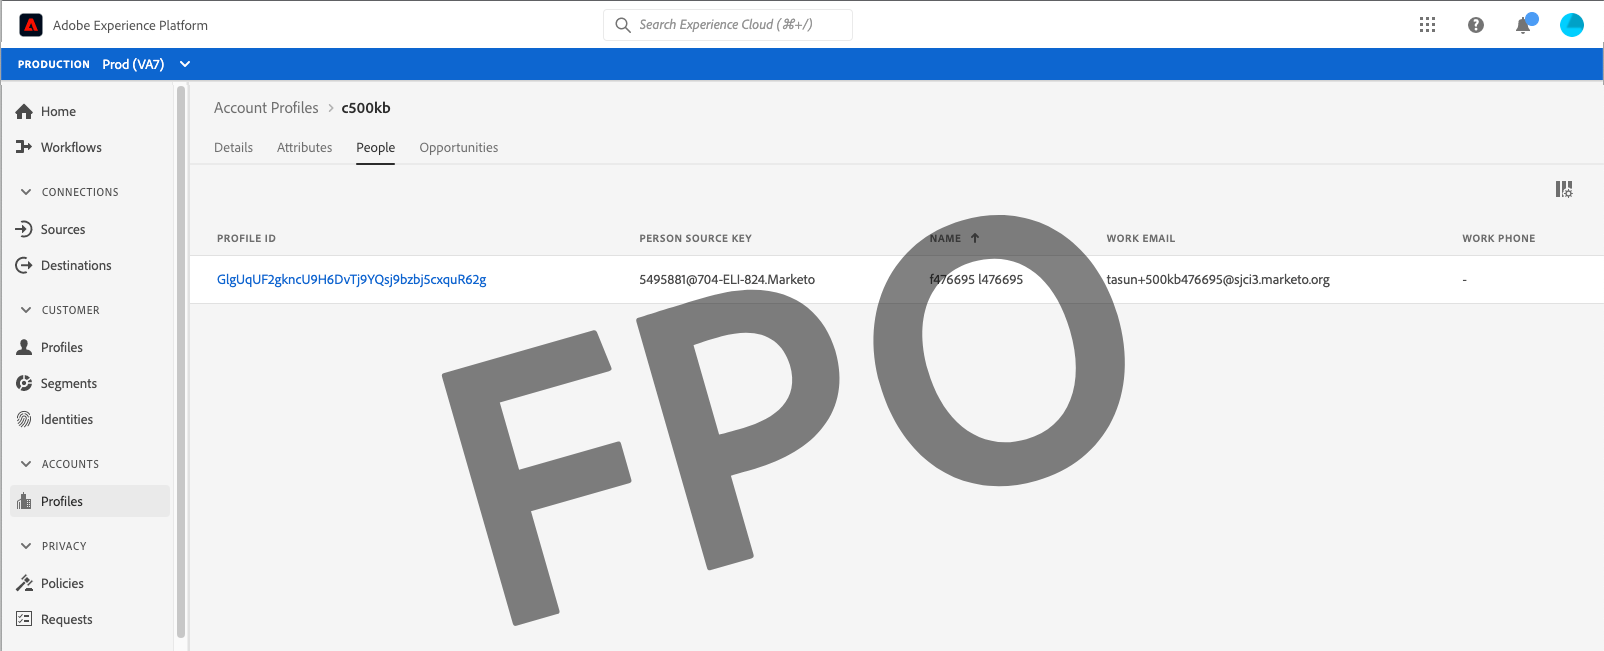 Adobe Experience Platform
Search Experience Cloud (⌘+/)
PRODUCTION Prod (VA7)
Home
Workflows
CONNECTIONS
Sources
Destinations
CUSTOMER
Profiles
Segments
Identities
ACCOUNTS
Profiles
PRIVACY
Policies
Requests
Account Profiles > c500kb
Details Attributes People Opportunities
PROFILE ID PERSON SOURCE KEY NAME ↑ WORK EMAIL WORK PHONE
GlgUqUF2gkncU9H6DvTj9YQsj9bzbj5cxquR62g 5495881@704-ELI-824.Marketo f476695 l476695 tasun+500kb476695@sjci3.marketo.org -
FPO